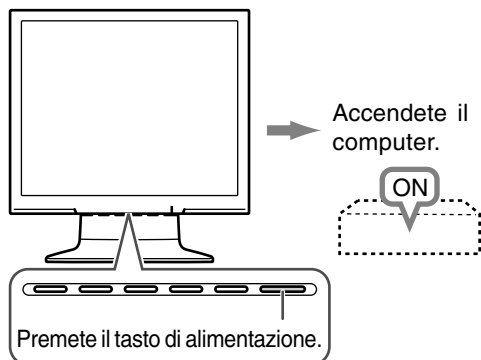 Accendete il
computer.
ON
Premete il tasto di alimentazione.